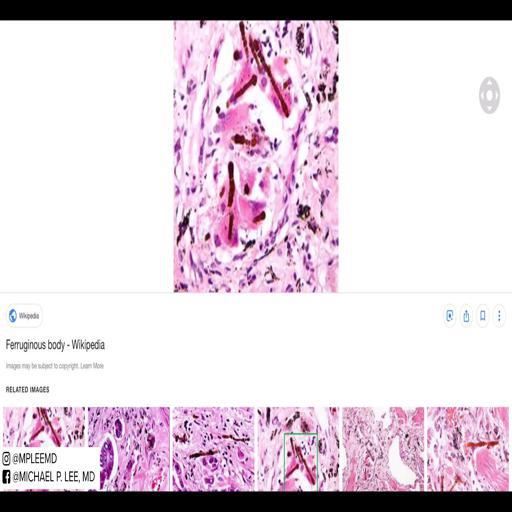 Wikipedia
Ferruginous body - Wikipedia
Images may be subject to copyright. Learn More
RELATED IMAGES
@MPLEEMD
@MICHAEL P. LEE, MD